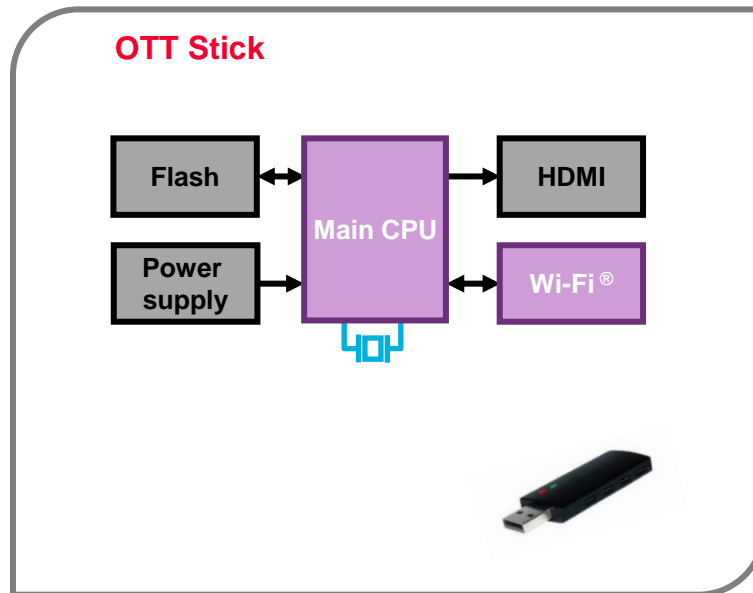 OTT Stick
Flash
HDMI
Main CPU
Power
supply
Wi-Fi ®